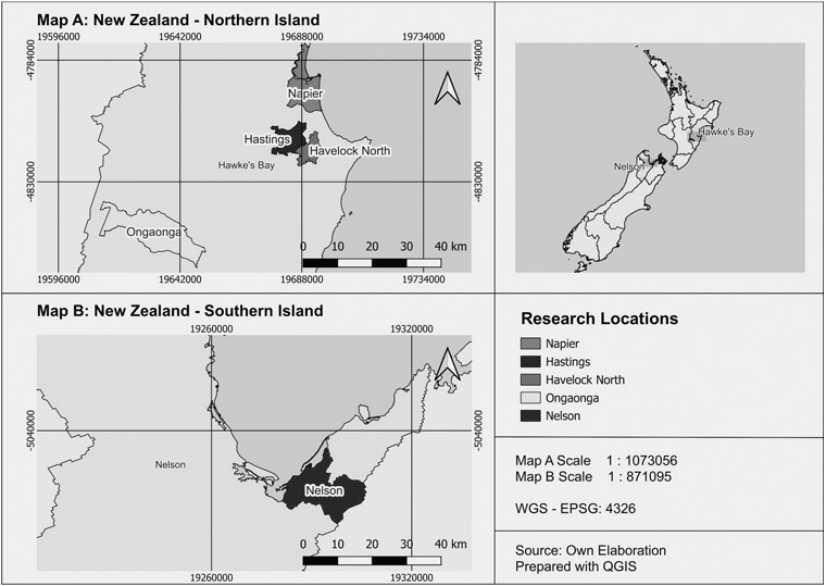 Map A: New Zealand - Northern Island
19596000
19642000
19688000
19734000
-4784000
-4784000
Napier
Hastings
Havelock North
Hawke's Bay
-4830000
-4830000
Ongaonga
0 10 20 30 40 km
19596000
19642000
19688000
19734000
Hawke's Bay
Nelson
Map B: New Zealand - Southern Island
19260000
19320000
-5040000
-5040000
Nelson
Nelson
0 10 20 30 40 km
19260000
19320000
Research Locations
Napier
Hastings
Havelock North
Ongaonga
Nelson
Map A Scale 1 : 1073056
Map B Scale 1 : 871095
WGS - EPSG: 4326
Source: Own Elaboration
Prepared with QGIS